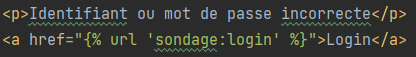 <p>Identifiant ou mot de passe incorrecte</p>
<a href="{% url 'sondage:login' %}">Login</a>